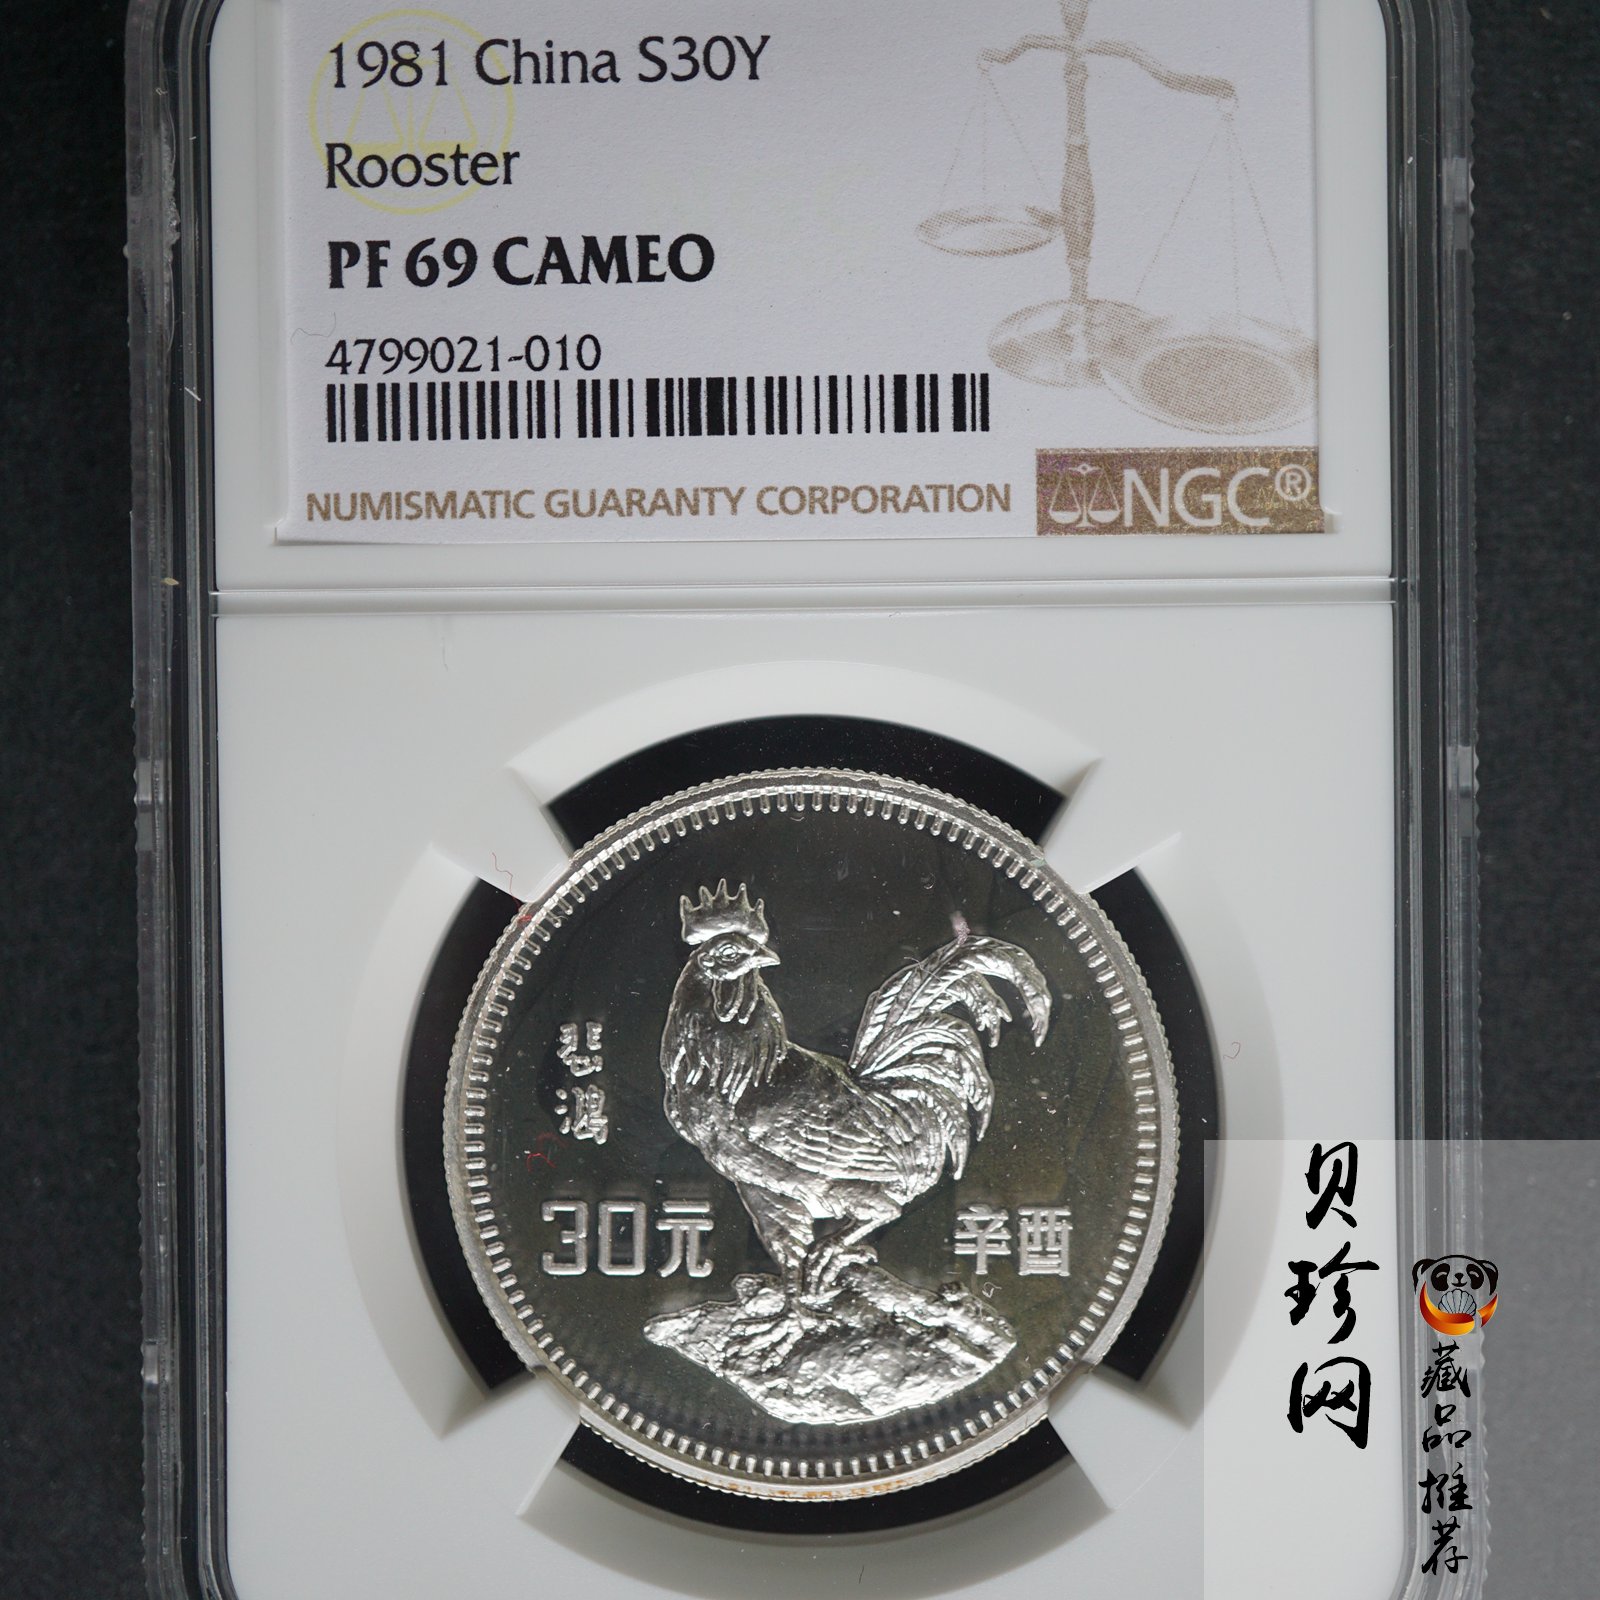 1981 China S30Y
Rooster
PF 69 CAMEO
4799021-010
NUMISMATIC GUARANTY CORPORATION
NGC®
悲鸿
30元
辛酉
贝珍网
藏品推荐